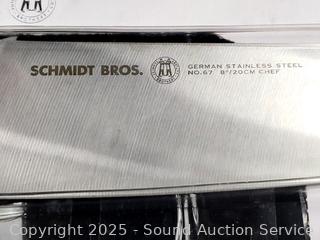 SCHMIDT BROS.
GERMAN STAINLESS STEEL
NO.67 8"/20CM CHEF
Copyright 2025 - Sound Auction Service